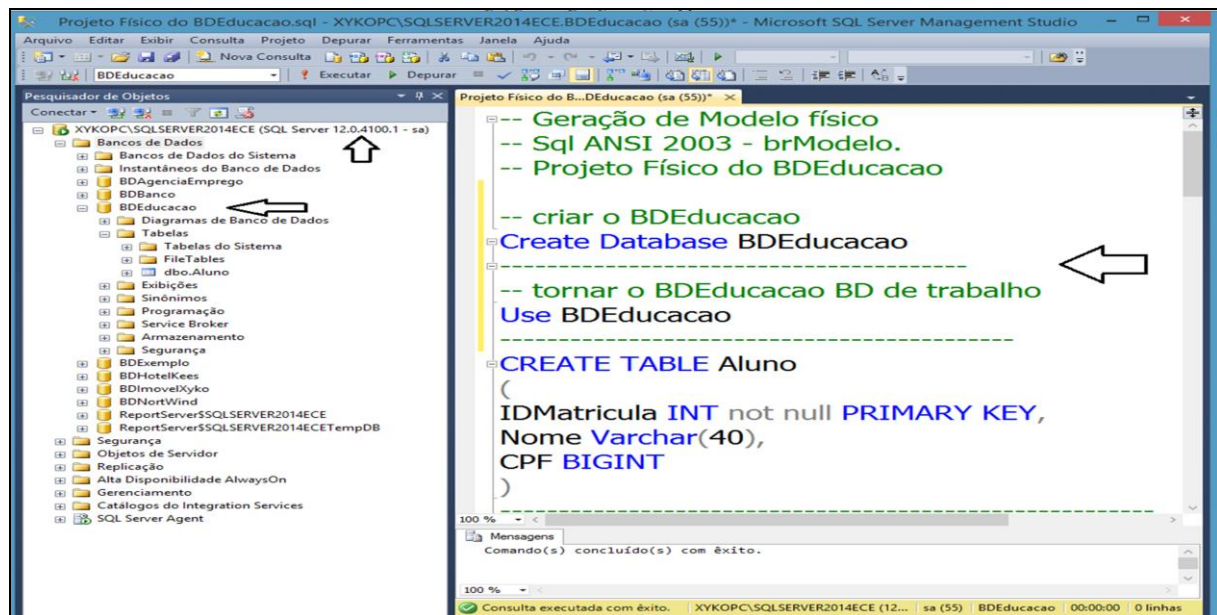 Projeto Físico do BDEducacao.sql - XYKOPC\SQLSERVER2014ECE.BDEducacao (sa (55))* - Microsoft SQL Server Management Studio
Arquivo Editar Exibir Consulta Projeto Depurar Ferramentas Janela Ajuda
Nova Consulta
BDEducacao Executar Depurar
Pesquisador de Objetos
Conectar
XYKOPC\SQLSERVER2014ECE (SQL Server 12.0.4100.1 - sa)
Bancos de Dados
Bancos de Dados do Sistema
Instantâneos do Banco de Dados
BDAgenciaEmprego
BDBanco
BDEducacao
Diagramas de Banco de Dados
Tabelas
Tabelas do Sistema
FileTables
dbo.Aluno
Exibições
Sinônimos
Programação
Service Broker
Armazenamento
Segurança
BDExemplo
BDHotelKees
BDImovelXyko
BDNortWind
ReportServer$SQLSERVER2014ECE
ReportServer$SQLSERVER2014ECETempDB
Segurança
Objetos de Servidor
Replicação
Alta Disponibilidade AlwaysOn
Gerenciamento
Catálogos do Integration Services
SQL Server Agent
Projeto Físico do B...DEducacao (sa (55))*
-- Geração de Modelo físico
-- Sql ANSI 2003 - brModelo.
-- Projeto Físico do BDEducacao
-- criar o BDEducacao
Create Database BDEducacao
----------------------------------------
-- tornar o BDEducacao BD de trabalho
Use BDEducacao
--------------------------------------------
CREATE TABLE Aluno
(
IDMatricula INT not null PRIMARY KEY,
Nome Varchar(40),
CPF BIGINT
)
--------------------------------------------------------
100 %
Mensagens
Comando(s) concluído(s) com êxito.
100 %
Consulta executada com êxito. XYKOPC\SQLSERVER2014ECE (12... sa (55) BDEducacao 00:00:00 0 linhas